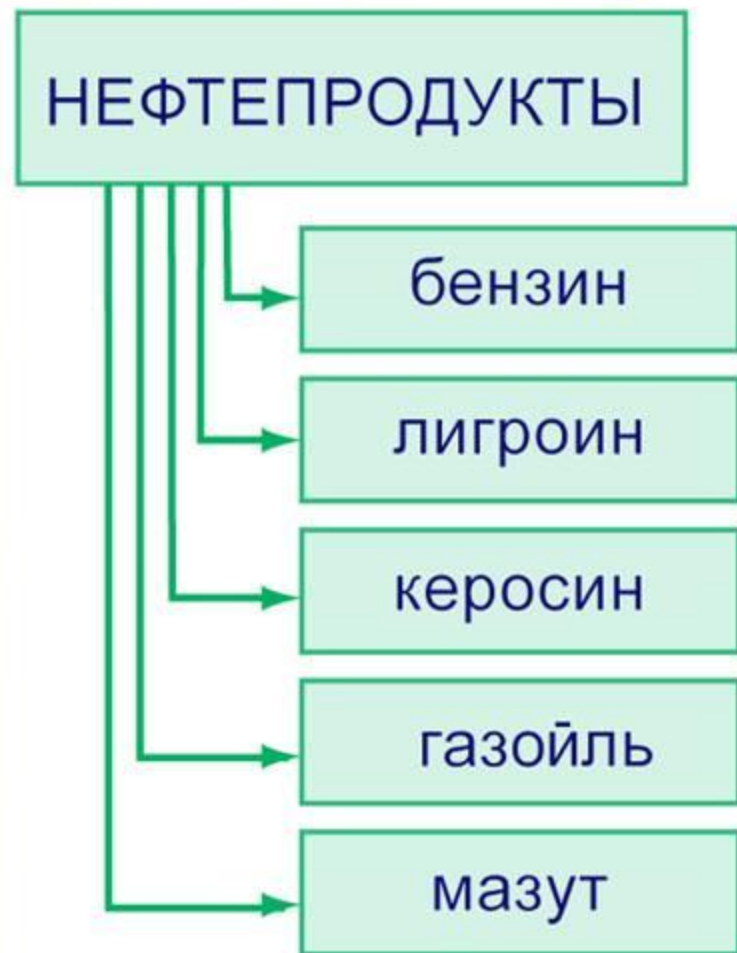 НЕФТЕПРОДУКТЫ
бензин
лигроин
керосин
газойль
мазут